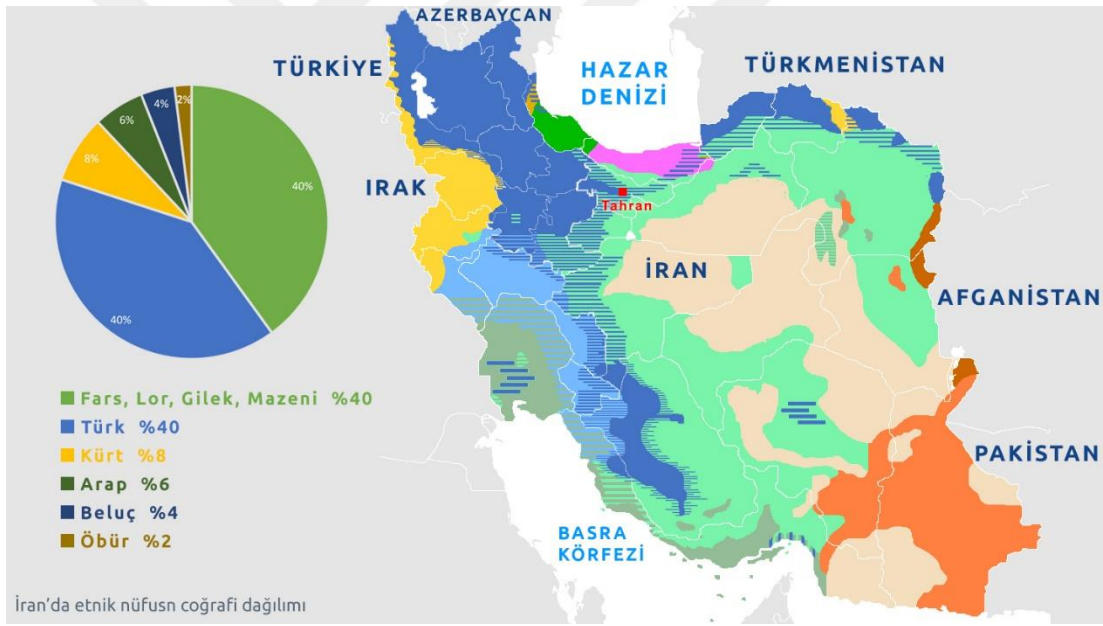 AZERBAYCAN
TÜRKİYE
HAZAR
DENİZİ
TÜRKMENİSTAN
2%
4%
6%
8%
40%
40%
IRAK
Tahran
İRAN
AFGANİSTAN
PAKİSTAN
BASRA
KÖRFEZİ
Fars, Lor, Gilek, Mazeni %40
Türk %40
Kürt %8
Arap %6
Beluç %4
Öbür %2
İran'da etnik nüfusn coğrafi dağılımı